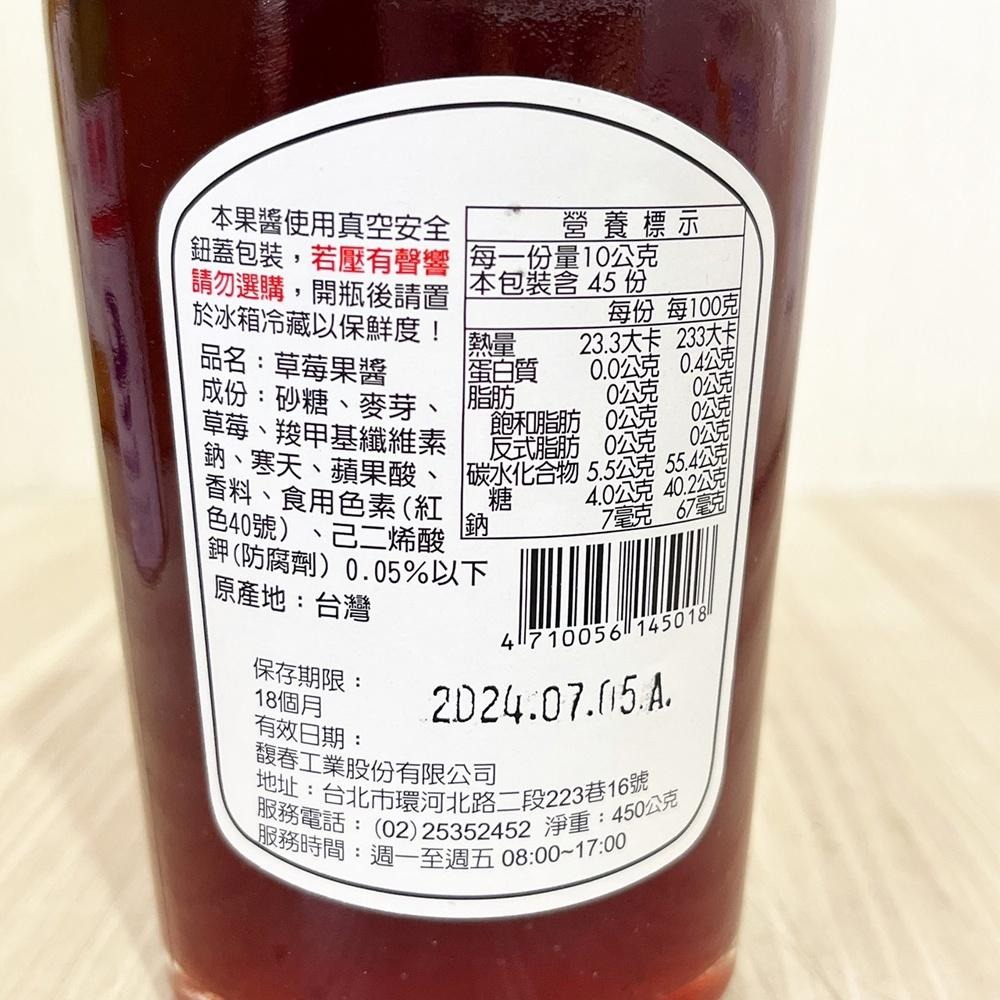 本果醬使用真空安全
鈕蓋包裝，若壓有聲響
請勿選購，開瓶後請置
於冰箱冷藏以保鮮度！
品名：草莓果醬
成份：砂糖、麥芽、
草莓、羧甲基纖維素
鈉、寒天、蘋果酸、
香料、食用色素(紅
色40號)、己二烯酸
鉀(防腐劑) 0.05%以下
原產地：台灣
營養標示
每一份量10公克
本包裝含 45 份
每份 每100克
熱量 23.3大卡 233大卡
蛋白質 0.0公克 0.4公克
脂肪 0公克 0公克
飽和脂肪 0公克 0公克
反式脂肪 0公克 0公克
碳水化合物 5.5公克 55.4公克
糖 4.0公克 40.2公克
鈉 7毫克 67毫克
4 710056 145018
保存期限：
18個月
有效日期：
2024.07.05.A.
馥春工業股份有限公司
地址：台北市環河北路二段223巷16號
服務電話：(02)25352452 淨重：450公克
服務時間：週一至週五 08:00~17:00